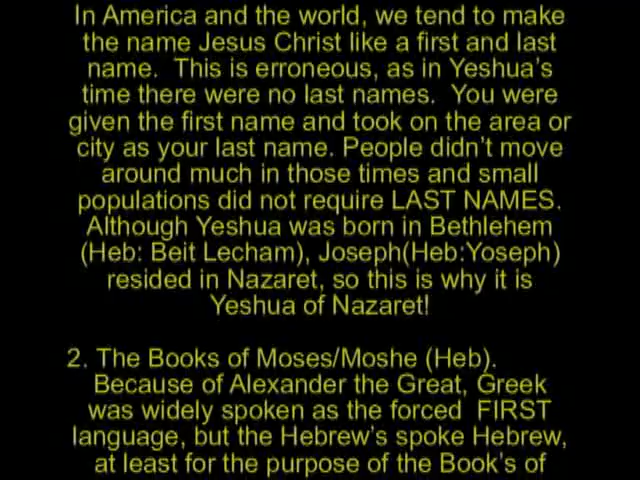 In America and the world, we tend to make
the name Jesus Christ like a first and last
name.  This is erroneous, as in Yeshua's
time there were no last names.  You were
given the first name and took on the area or
city as your last name. People didn't move
around much in those times and small
populations did not require LAST NAMES.
Although Yeshua was born in Bethlehem
(Heb: Beit Lecham), Joseph(Heb:Yoseph)
resided in Nazaret, so this is why it is
Yeshua of Nazaret!
2. The Books of Moses/Moshe (Heb).
Because of Alexander the Great, Greek
was widely spoken as the forced  FIRST
language, but the Hebrew's spoke Hebrew,
at least for the purpose of the Book's of